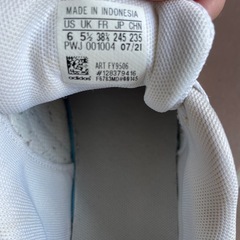 MADE IN INDONESIA
US UK FR JP CHN
6 5½ 38⅔ 245 235
PWJ 001004 07/21
ART FY9506
#128379416
adidas